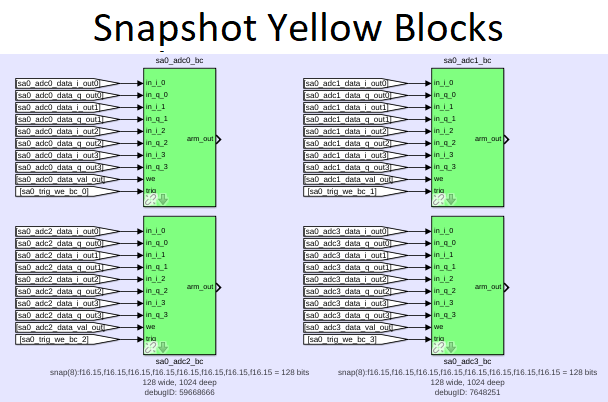 Snapshot Yellow Blocks
sa0_adc0_bc
[sa0_adc0_data_i_out0] in_i_0
[sa0_adc0_data_q_out0] in_q_0
[sa0_adc0_data_i_out1] in_i_1
[sa0_adc0_data_q_out1] in_q_1
[sa0_adc0_data_i_out2] in_i_2
[sa0_adc0_data_q_out2] in_q_2
arm_out
[sa0_adc0_data_i_out3] in_i_3
[sa0_adc0_data_q_out3] in_q_3
[sa0_adc0_data_val_out] we
[sa0_trig_we_bc_0] trig
sa0_adc1_bc
[sa0_adc1_data_i_out0] in_i_0
[sa0_adc1_data_q_out0] in_q_0
[sa0_adc1_data_i_out1] in_i_1
[sa0_adc1_data_q_out1] in_q_1
[sa0_adc1_data_i_out2] in_i_2
[sa0_adc1_data_q_out2] in_q_2
arm_out
[sa0_adc1_data_i_out3] in_i_3
[sa0_adc1_data_q_out3] in_q_3
[sa0_adc1_data_val_out] we
[sa0_trig_we_bc_1] trig
[sa0_adc2_data_i_out0] in_i_0
[sa0_adc2_data_q_out0] in_q_0
[sa0_adc2_data_i_out1] in_i_1
[sa0_adc2_data_q_out1] in_q_1
[sa0_adc2_data_i_out2] in_i_2
[sa0_adc2_data_q_out2] in_q_2
arm_out
[sa0_adc2_data_i_out3] in_i_3
[sa0_adc2_data_q_out3] in_q_3
[sa0_adc2_data_val_out] we
[sa0_trig_we_bc_2] trig
sa0_adc2_bc
snap(8):f16.15,f16.15,f16.15,f16.15,f16.15,f16.15,f16.15,f16.15 = 128 bits
128 wide, 1024 deep
debugID: 59668666
[sa0_adc3_data_i_out0] in_i_0
[sa0_adc3_data_q_out0] in_q_0
[sa0_adc3_data_i_out1] in_i_1
[sa0_adc3_data_q_out1] in_q_1
[sa0_adc3_data_i_out2] in_i_2
[sa0_adc3_data_q_out2] in_q_2
arm_out
[sa0_adc3_data_i_out3] in_i_3
[sa0_adc3_data_q_out3] in_q_3
[sa0_adc3_data_val_out] we
[sa0_trig_we_bc_3] trig
sa0_adc3_bc
snap(8):f16.15,f16.15,f16.15,f16.15,f16.15,f16.15,f16.15,f16.15 = 128 bits
128 wide, 1024 deep
debugID: 7648251